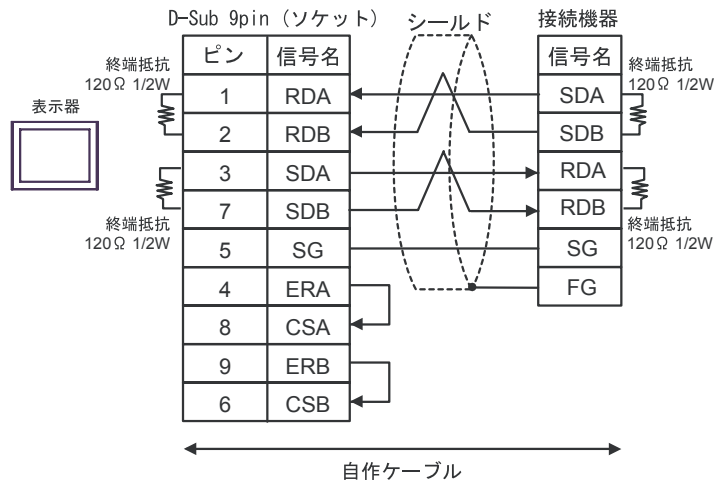 D-Sub 9pin（ソケット） シールド 接続機器
ピン 信号名 信号名
終端抵抗
120Ω 1/2W
終端抵抗
120Ω 1/2W
表示器
1 RDA SDA
2 RDB SDB
3 SDA RDA
7 SDB RDB
終端抵抗
120Ω 1/2W
終端抵抗
120Ω 1/2W
5 SG SG
4 ERA FG
8 CSA
9 ERB
6 CSB
自作ケーブル